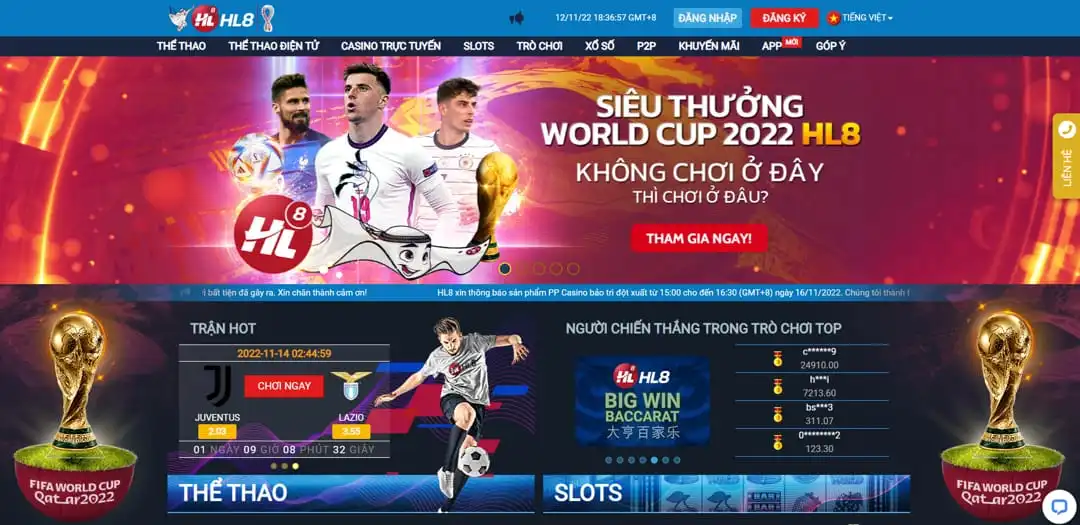 HL HL8
12/11/22 18:36:57 GMT+8
ĐĂNG NHẬP
ĐĂNG KÝ
TIẾNG VIỆT
THỂ THAO
THỂ THAO ĐIỆN TỬ
CASINO TRỰC TUYẾN
SLOTS
TRÒ CHƠI
XỔ SỐ
P2P
KHUYẾN MÃI
APP MỚI
GÓP Ý
SIÊU THƯỞNG
WORLD CUP 2022 HL8
KHÔNG CHƠI Ở ĐÂY
THÌ CHƠI Ở ĐÂU?
THAM GIA NGAY!
HL 8
LIÊN HỆ
bất tiện đã gây ra. Xin chân thành cảm ơn!
HL8 xin thông báo sản phẩm PP Casino bảo trì đột xuất từ 15:00 cho đến 16:30 (GMT+8) ngày 16/11/2022. Chúng tôi thành
TRẬN HOT
2022-11-14 02:44:59
CHƠI NGAY
JUVENTUS
LAZIO
2.03
3.55
01 NGÀY 09 GIỜ 08 PHÚT 32 GIÂY
NGƯỜI CHIẾN THẮNG TRONG TRÒ CHƠI TOP
HL HL8
BIG WIN
BACCARAT
大亨百家乐
c******9
24910.00
h***i
7213.60
bs***3
311.07
0********2
123.30
FIFA WORLD CUP
Qatar2022
FIFA WORLD CUP
Qatar2022
THỂ THAO
SLOTS